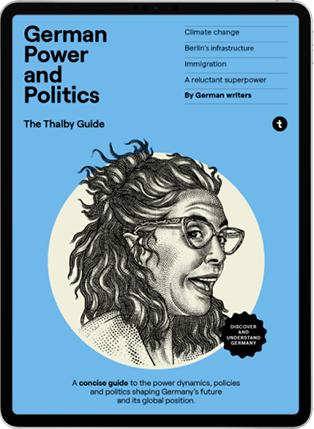 German
Power
and
Politics
Climate change
Berlin's infrastructure
Immigration
A reluctant superpower
By German writers
The Thalby Guide
t
DISCOVER
AND
UNDERSTAND
GERMANY
A concise guide to the power dynamics, policies
and politics shaping Germany's future
and its global position.